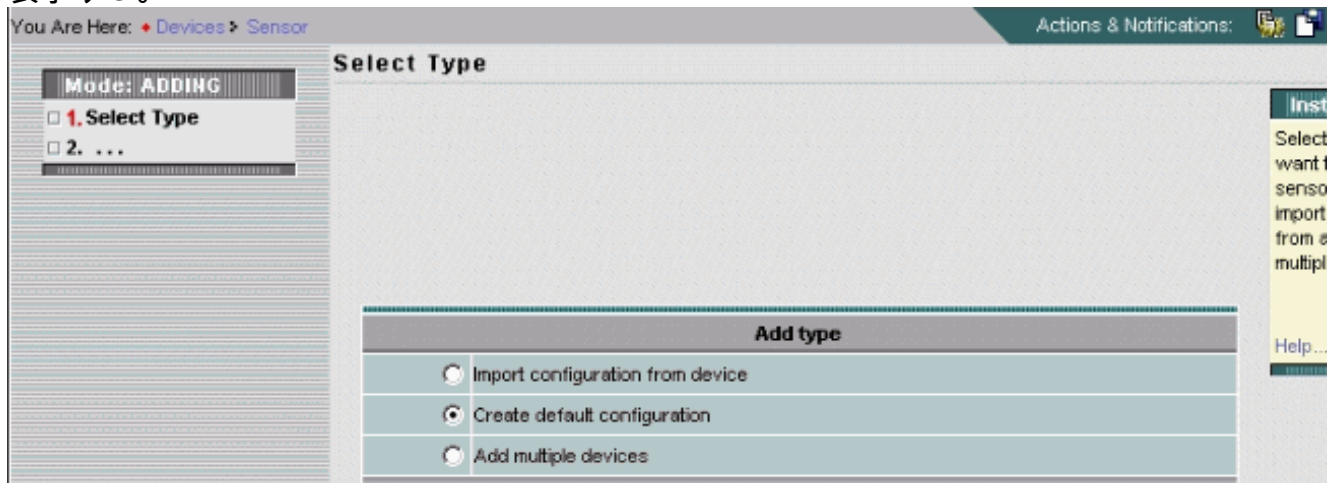 You Are Here: Devices Sensor
Actions & Notifications:
Mode: ADDING
1. Select Type
2. ...
Select Type
Add type
Import configuration from device
Create default configuration
Add multiple devices
Inst
Select
want t
senso
import
from a
multipl
Help...